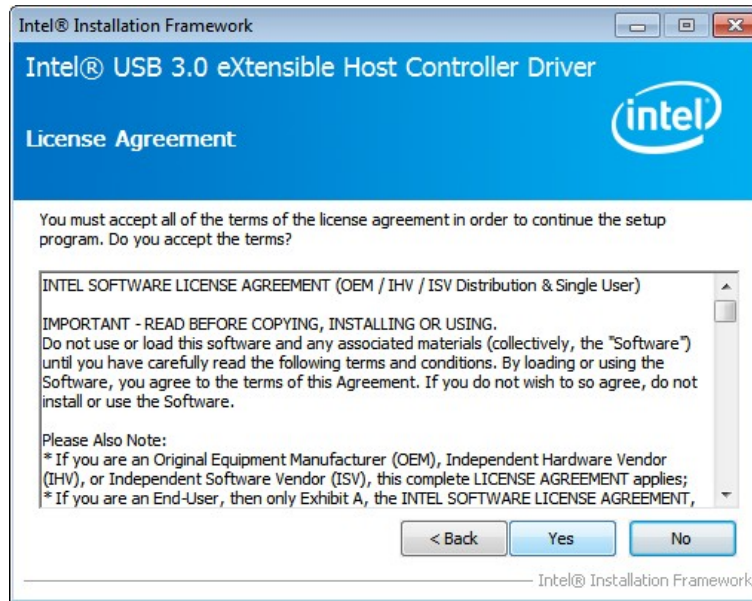 Intel® Installation Framework
Intel® USB 3.0 eXtensible Host Controller Driver
intel
License Agreement
You must accept all of the terms of the license agreement in order to continue the setup
program. Do you accept the terms?
INTEL SOFTWARE LICENSE AGREEMENT (OEM / IHV / ISV Distribution & Single User)
IMPORTANT - READ BEFORE COPYING, INSTALLING OR USING.
Do not use or load this software and any associated materials (collectively, the "Software")
until you have carefully read the following terms and conditions. By loading or using the
Software, you agree to the terms of this Agreement. If you do not wish to so agree, do not
install or use the Software.
Please Also Note:
* If you are an Original Equipment Manufacturer (OEM), Independent Hardware Vendor
(IHV), or Independent Software Vendor (ISV), this complete LICENSE AGREEMENT applies;
* If you are an End-User, then only Exhibit A, the INTEL SOFTWARE LICENSE AGREEMENT,
< Back
Yes
No
Intel® Installation Framework